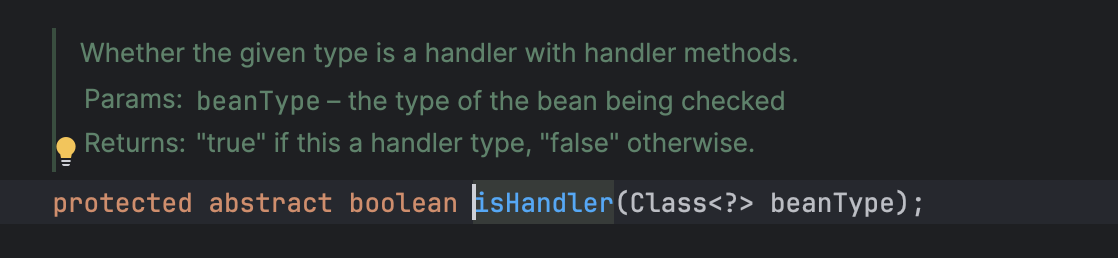 Whether the given type is a handler with handler methods.
Params: beanType – the type of the bean being checked
Returns: "true" if this a handler type, "false" otherwise.
protected abstract boolean isHandler(Class<?> beanType);